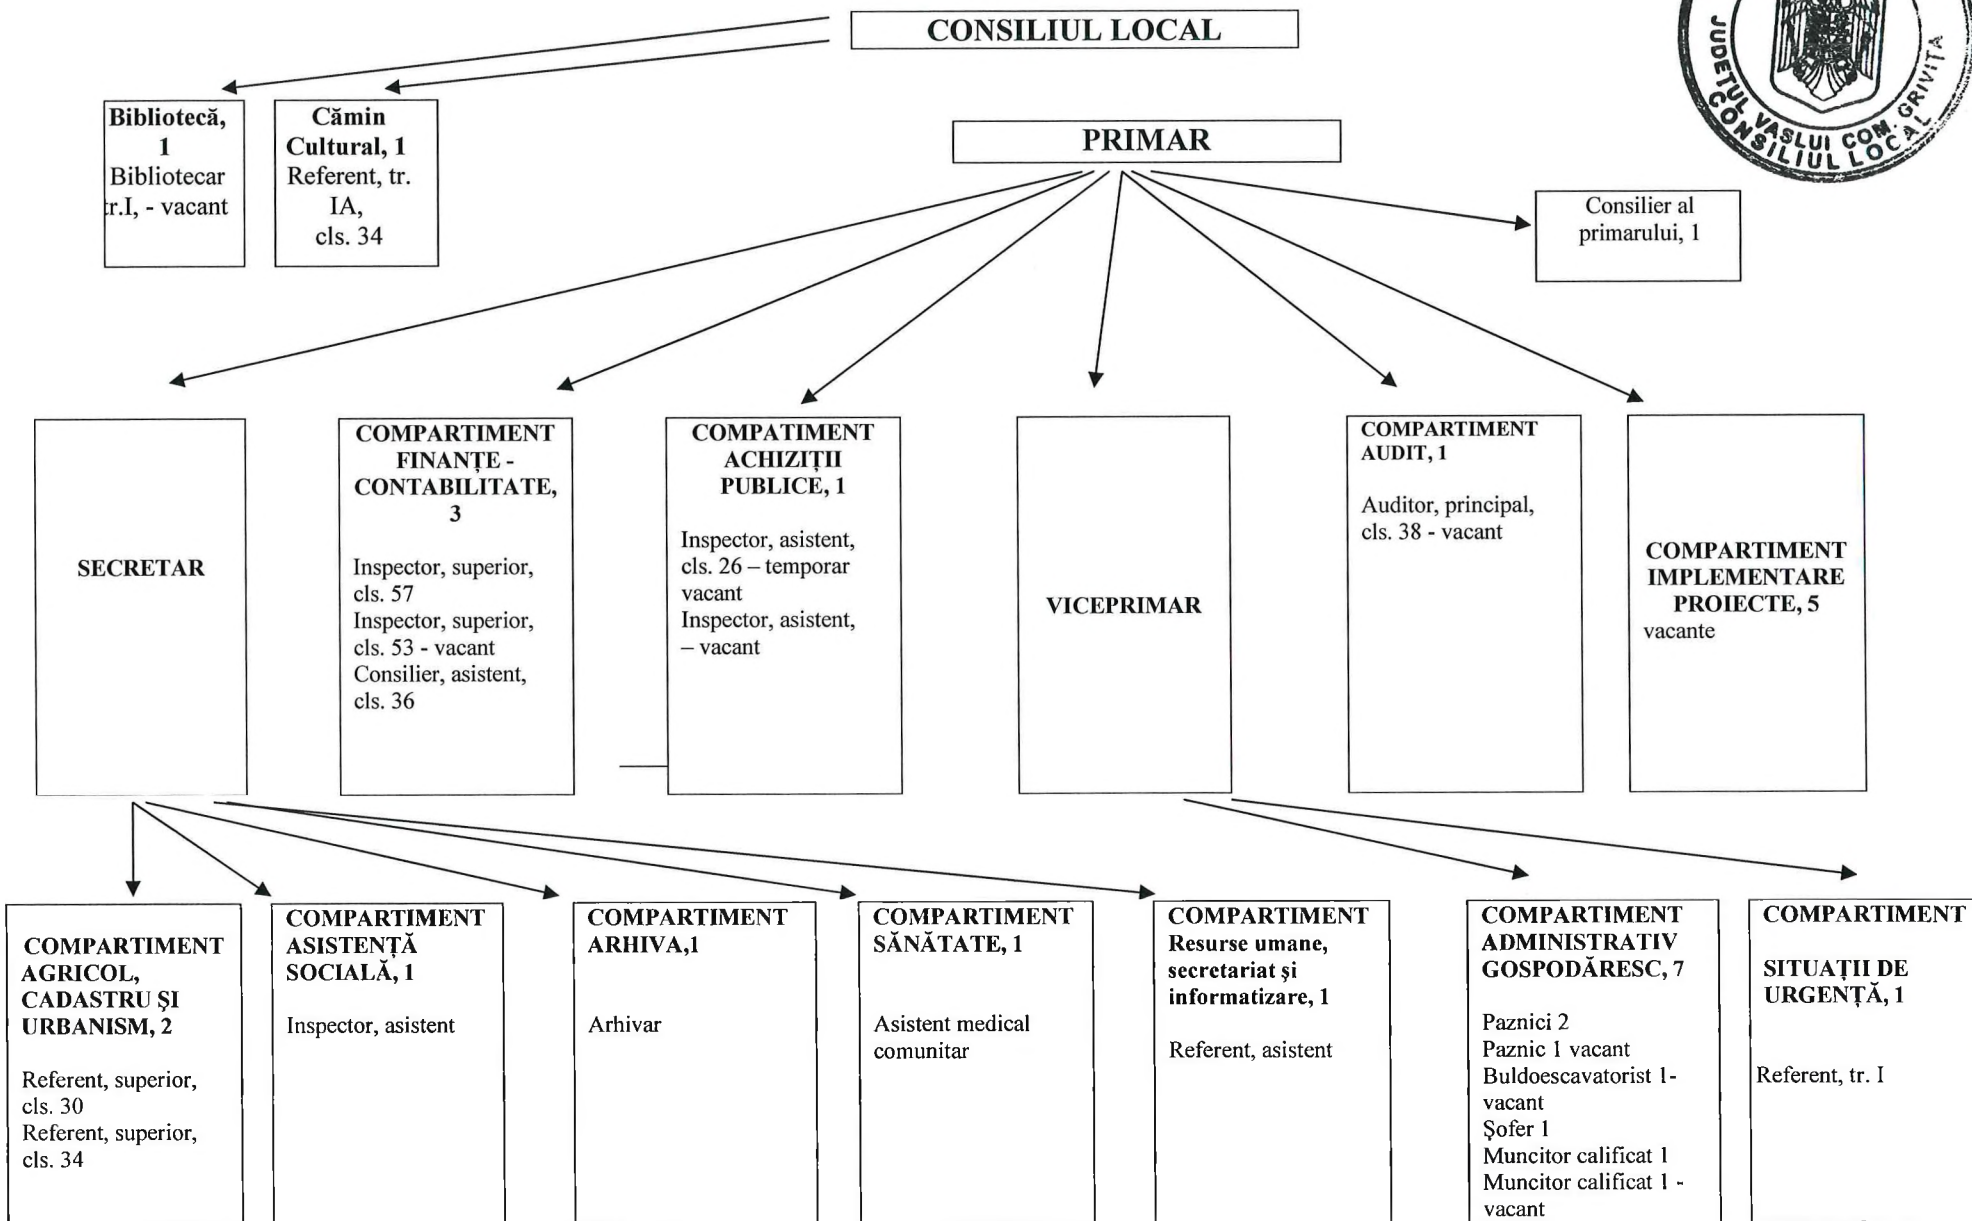 CONSILIUL LOCAL
JUDEȚUL VASLUI COM. GRIVIȚA
CONSILIUL LOCAL
Bibliotecă,
1
Bibliotecar
tr.I, - vacant
Cămin
Cultural, 1
Referent, tr.
IA,
cls. 34
PRIMAR
Consilier al
primarului, 1
SECRETAR
COMPARTIMENT
FINANȚE -
CONTABILITATE,
3
Inspector, superior,
cls. 57
Inspector, superior,
cls. 53 - vacant
Consilier, asistent,
cls. 36
COMPATIMENT
ACHIZIȚII
PUBLICE, 1
Inspector, asistent,
cls. 26 – temporar
vacant
Inspector, asistent,
– vacant
VICEPRIMAR
COMPARTIMENT
AUDIT, 1
Auditor, principal,
cls. 38 - vacant
COMPARTIMENT
IMPLEMENTARE
PROIECTE, 5
vacante
COMPARTIMENT
AGRICOL,
CADASTRU ŞI
URBANISM, 2
Referent, superior,
cls. 30
Referent, superior,
cls. 34
COMPARTIMENT
ASISTENȚĂ
SOCIALĂ, 1
Inspector, asistent
COMPARTIMENT
ARHIVA,1
Arhivar
COMPARTIMENT
SĂNĂTATE, 1
Asistent medical
comunitar
COMPARTIMENT
Resurse umane,
secretariat şi
informatizare, 1
Referent, asistent
COMPARTIMENT
ADMINISTRATIV
GOSPODĂRESC, 7
Paznici 2
Paznic 1 vacant
Buldoescavatorist 1-
vacant
Şofer 1
Muncitor calificat 1
Muncitor calificat 1 -
vacant
COMPARTIMENT
SITUAȚII DE
URGENȚĂ, 1
Referent, tr. I